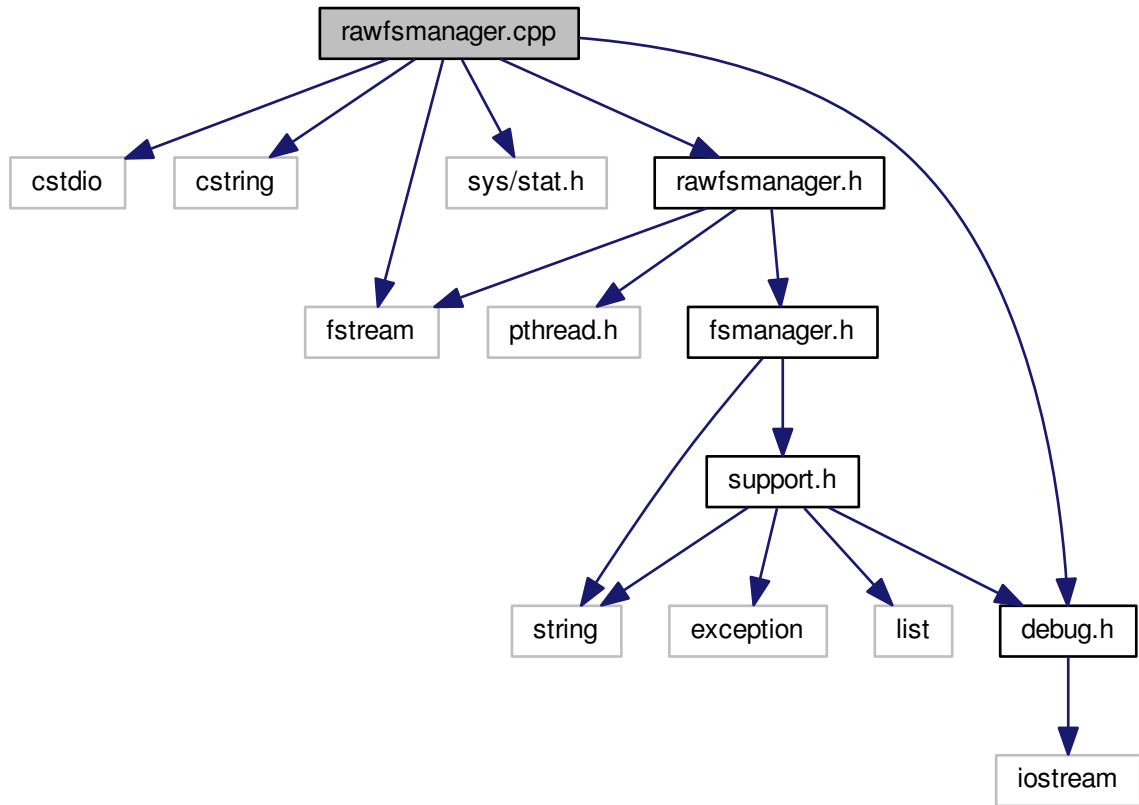 rawfsmanager.cpp
cstdio
cstring
sys/stat.h
rawfsmanager.h
fstream
pthread.h
fsmanager.h
support.h
string
exception
list
debug.h
iostream